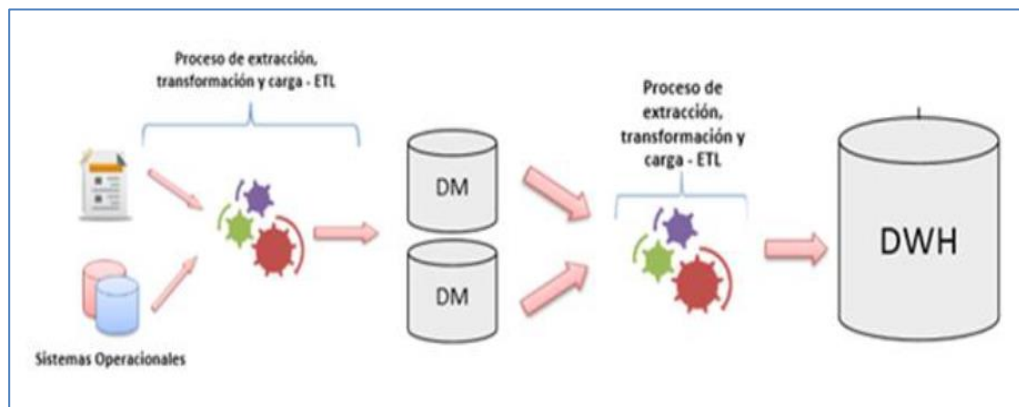 Proceso de extracción,
transformación y carga - ETL
Proceso de
extracción,
transformación y
carga - ETL
DM
DM
DWH
Sistemas Operacionales